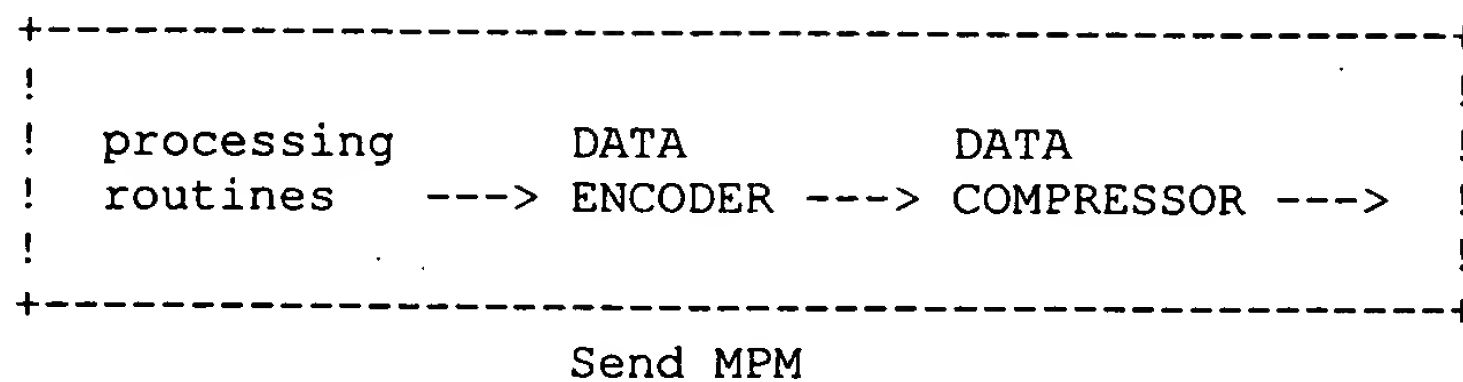 +-----------------------------------------------+
!                                               !
!  processing      DATA         DATA            !
!  routines   ---> ENCODER ---> COMPRESSOR ---> !
!                                               !
+-----------------------------------------------+
Send MPM